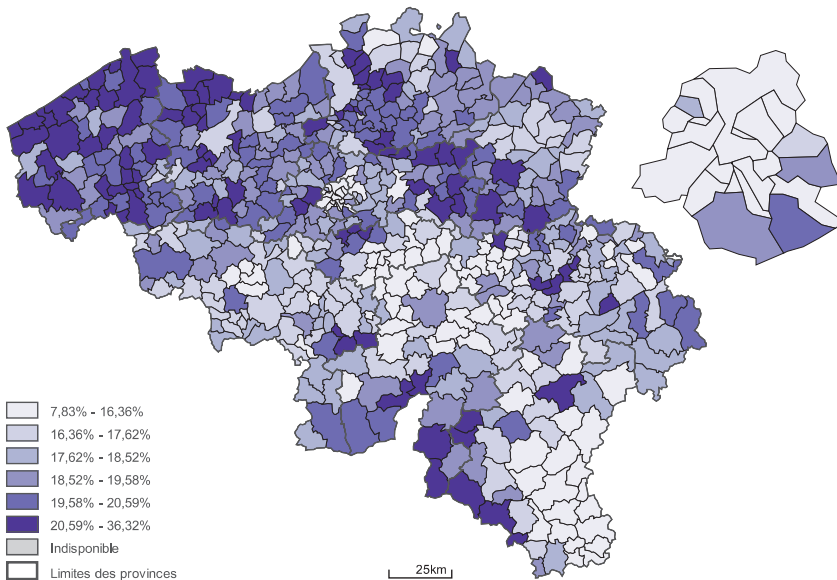 7,83% - 16,36%
16,36% - 17,62%
17,62% - 18,52%
18,52% - 19,58%
19,58% - 20,59%
20,59% - 36,32%
Indisponible
Limites des provinces
25km